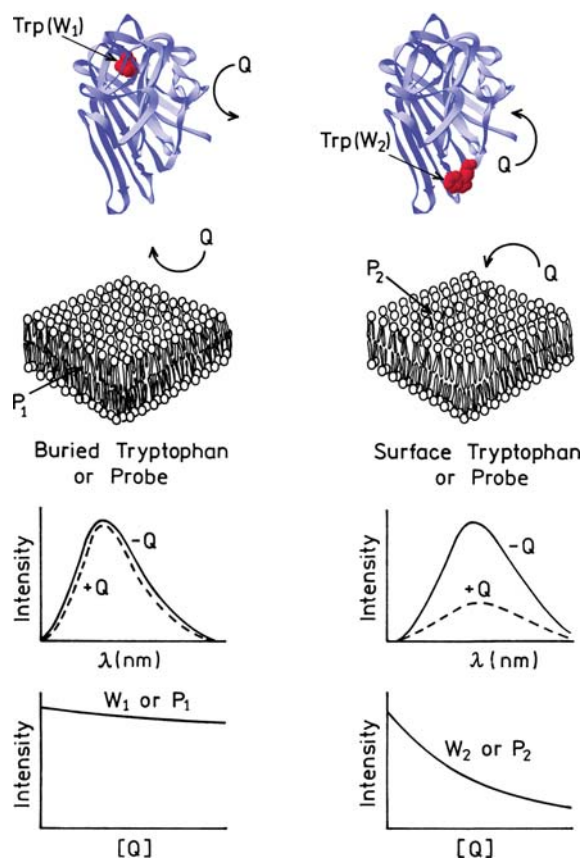 Trp(W₁)
Q
Trp(W₂)
Q
Q
P₁
P₂
Q
Buried Tryptophan
or Probe
Surface Tryptophan
or Probe
Intensity
-Q
+Q
λ(nm)
Intensity
-Q
+Q
λ(nm)
Intensity
W₁ or P₁
[Q]
Intensity
W₂ or P₂
[Q]